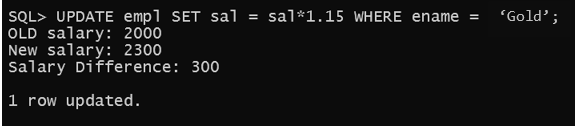 SQL> UPDATE empl SET sal = sal*1.15 WHERE ename = ‘Gold’;
OLD salary: 2000
New salary: 2300
Salary Difference: 300
1 row updated.